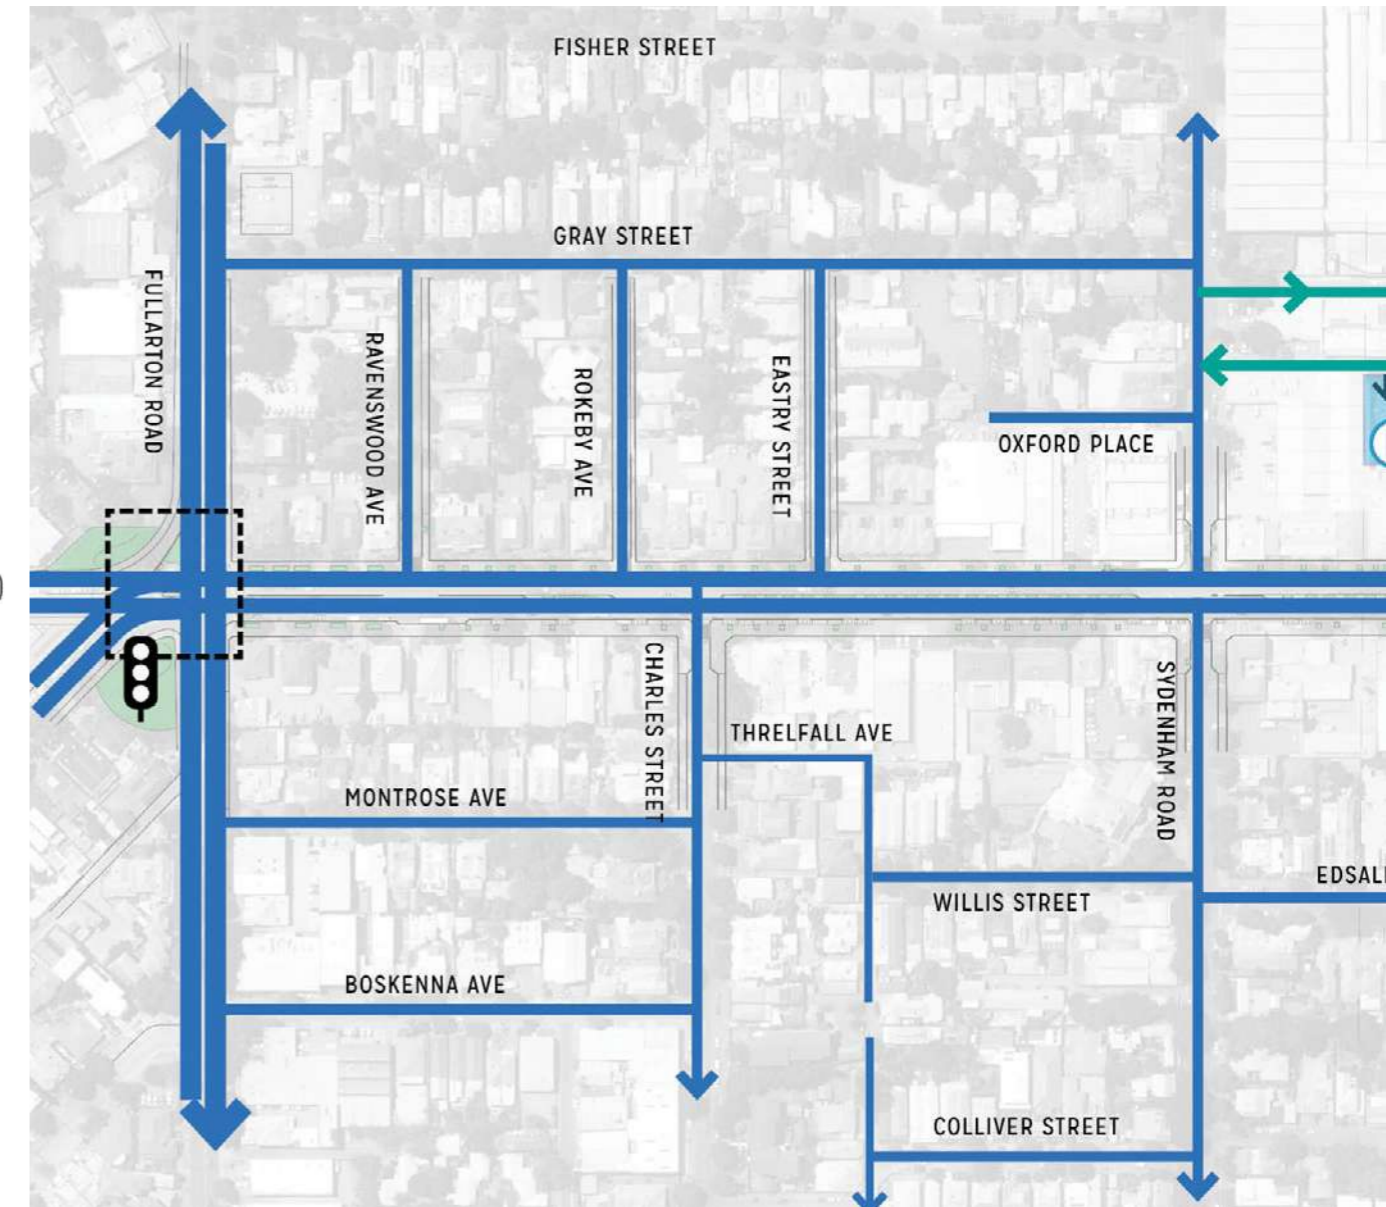 FISHER STREET
GRAY STREET
FULLARTON ROAD
RAVENSWOOD AVE
ROKEBY AVE
EASTRY STREET
OXFORD PLACE
)
CHARLES STREET
SYDENHAM ROAD
THRELFALL AVE
MONTROSE AVE
EDSAL
WILLIS STREET
BOSKENNA AVE
COLLIVER STREET